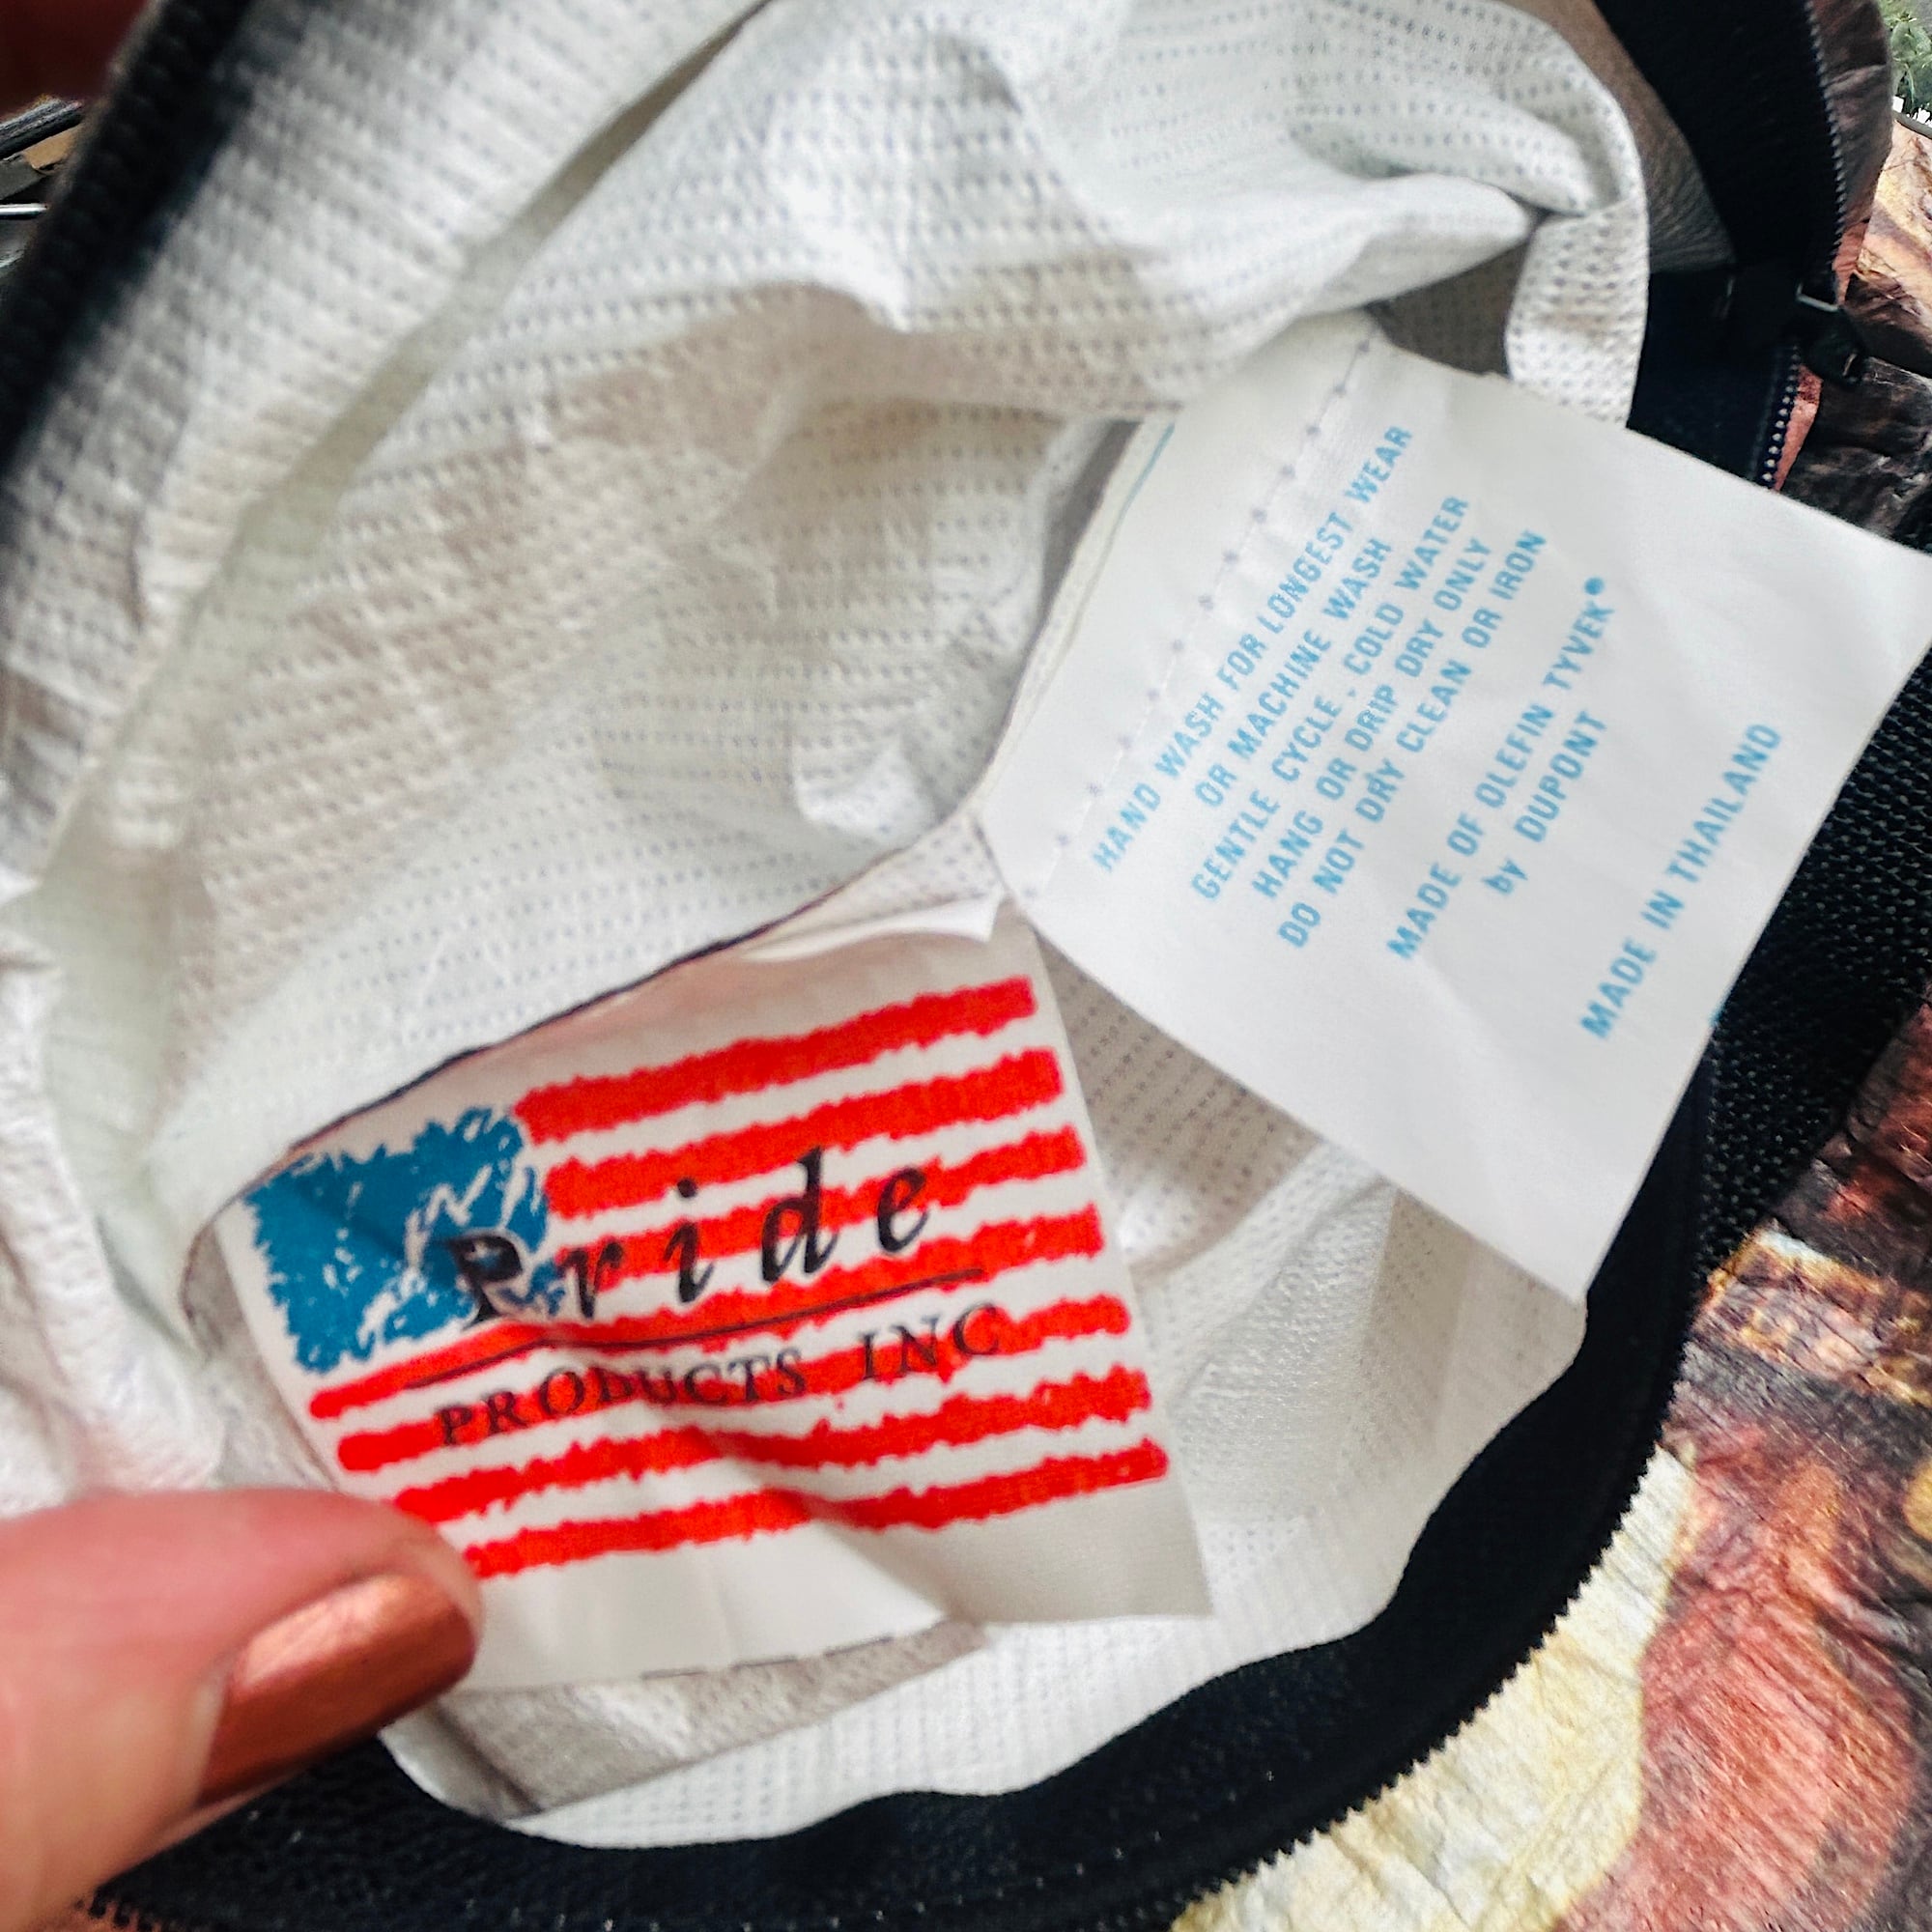 HAND WASH FOR LONGEST WEAR
OR MACHINE WASH
GENTLE CYCLE. COLD WATER
HANG OR DRIP DRY ONLY
DO NOT DRY CLEAN OR IRON
MADE OF OLEFIN TYVEK®
by DUPONT
MADE IN THAILAND
Pride
PRODUCTS INC